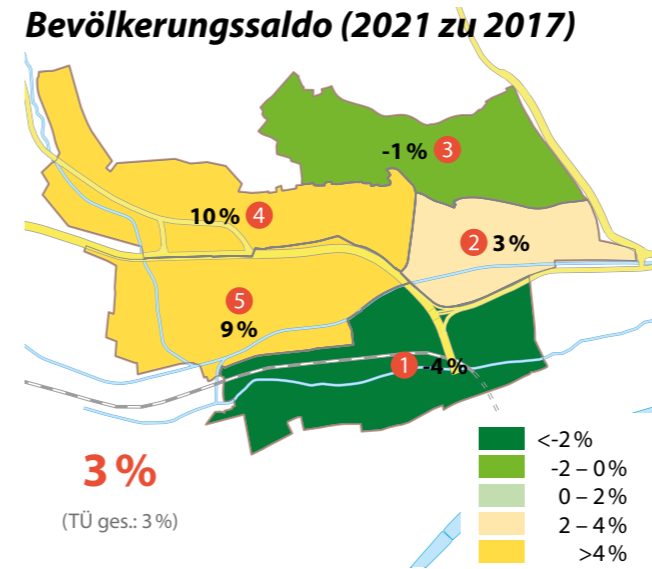 Bevölkerungssaldo (2021 zu 2017)
-1 % 3
10 % 4
2 3 %
5
9 %
1 -4 %
3 %
(TÜ ges.: 3 %)
<-2 %
-2 – 0 %
0 – 2 %
2 – 4 %
>4 %